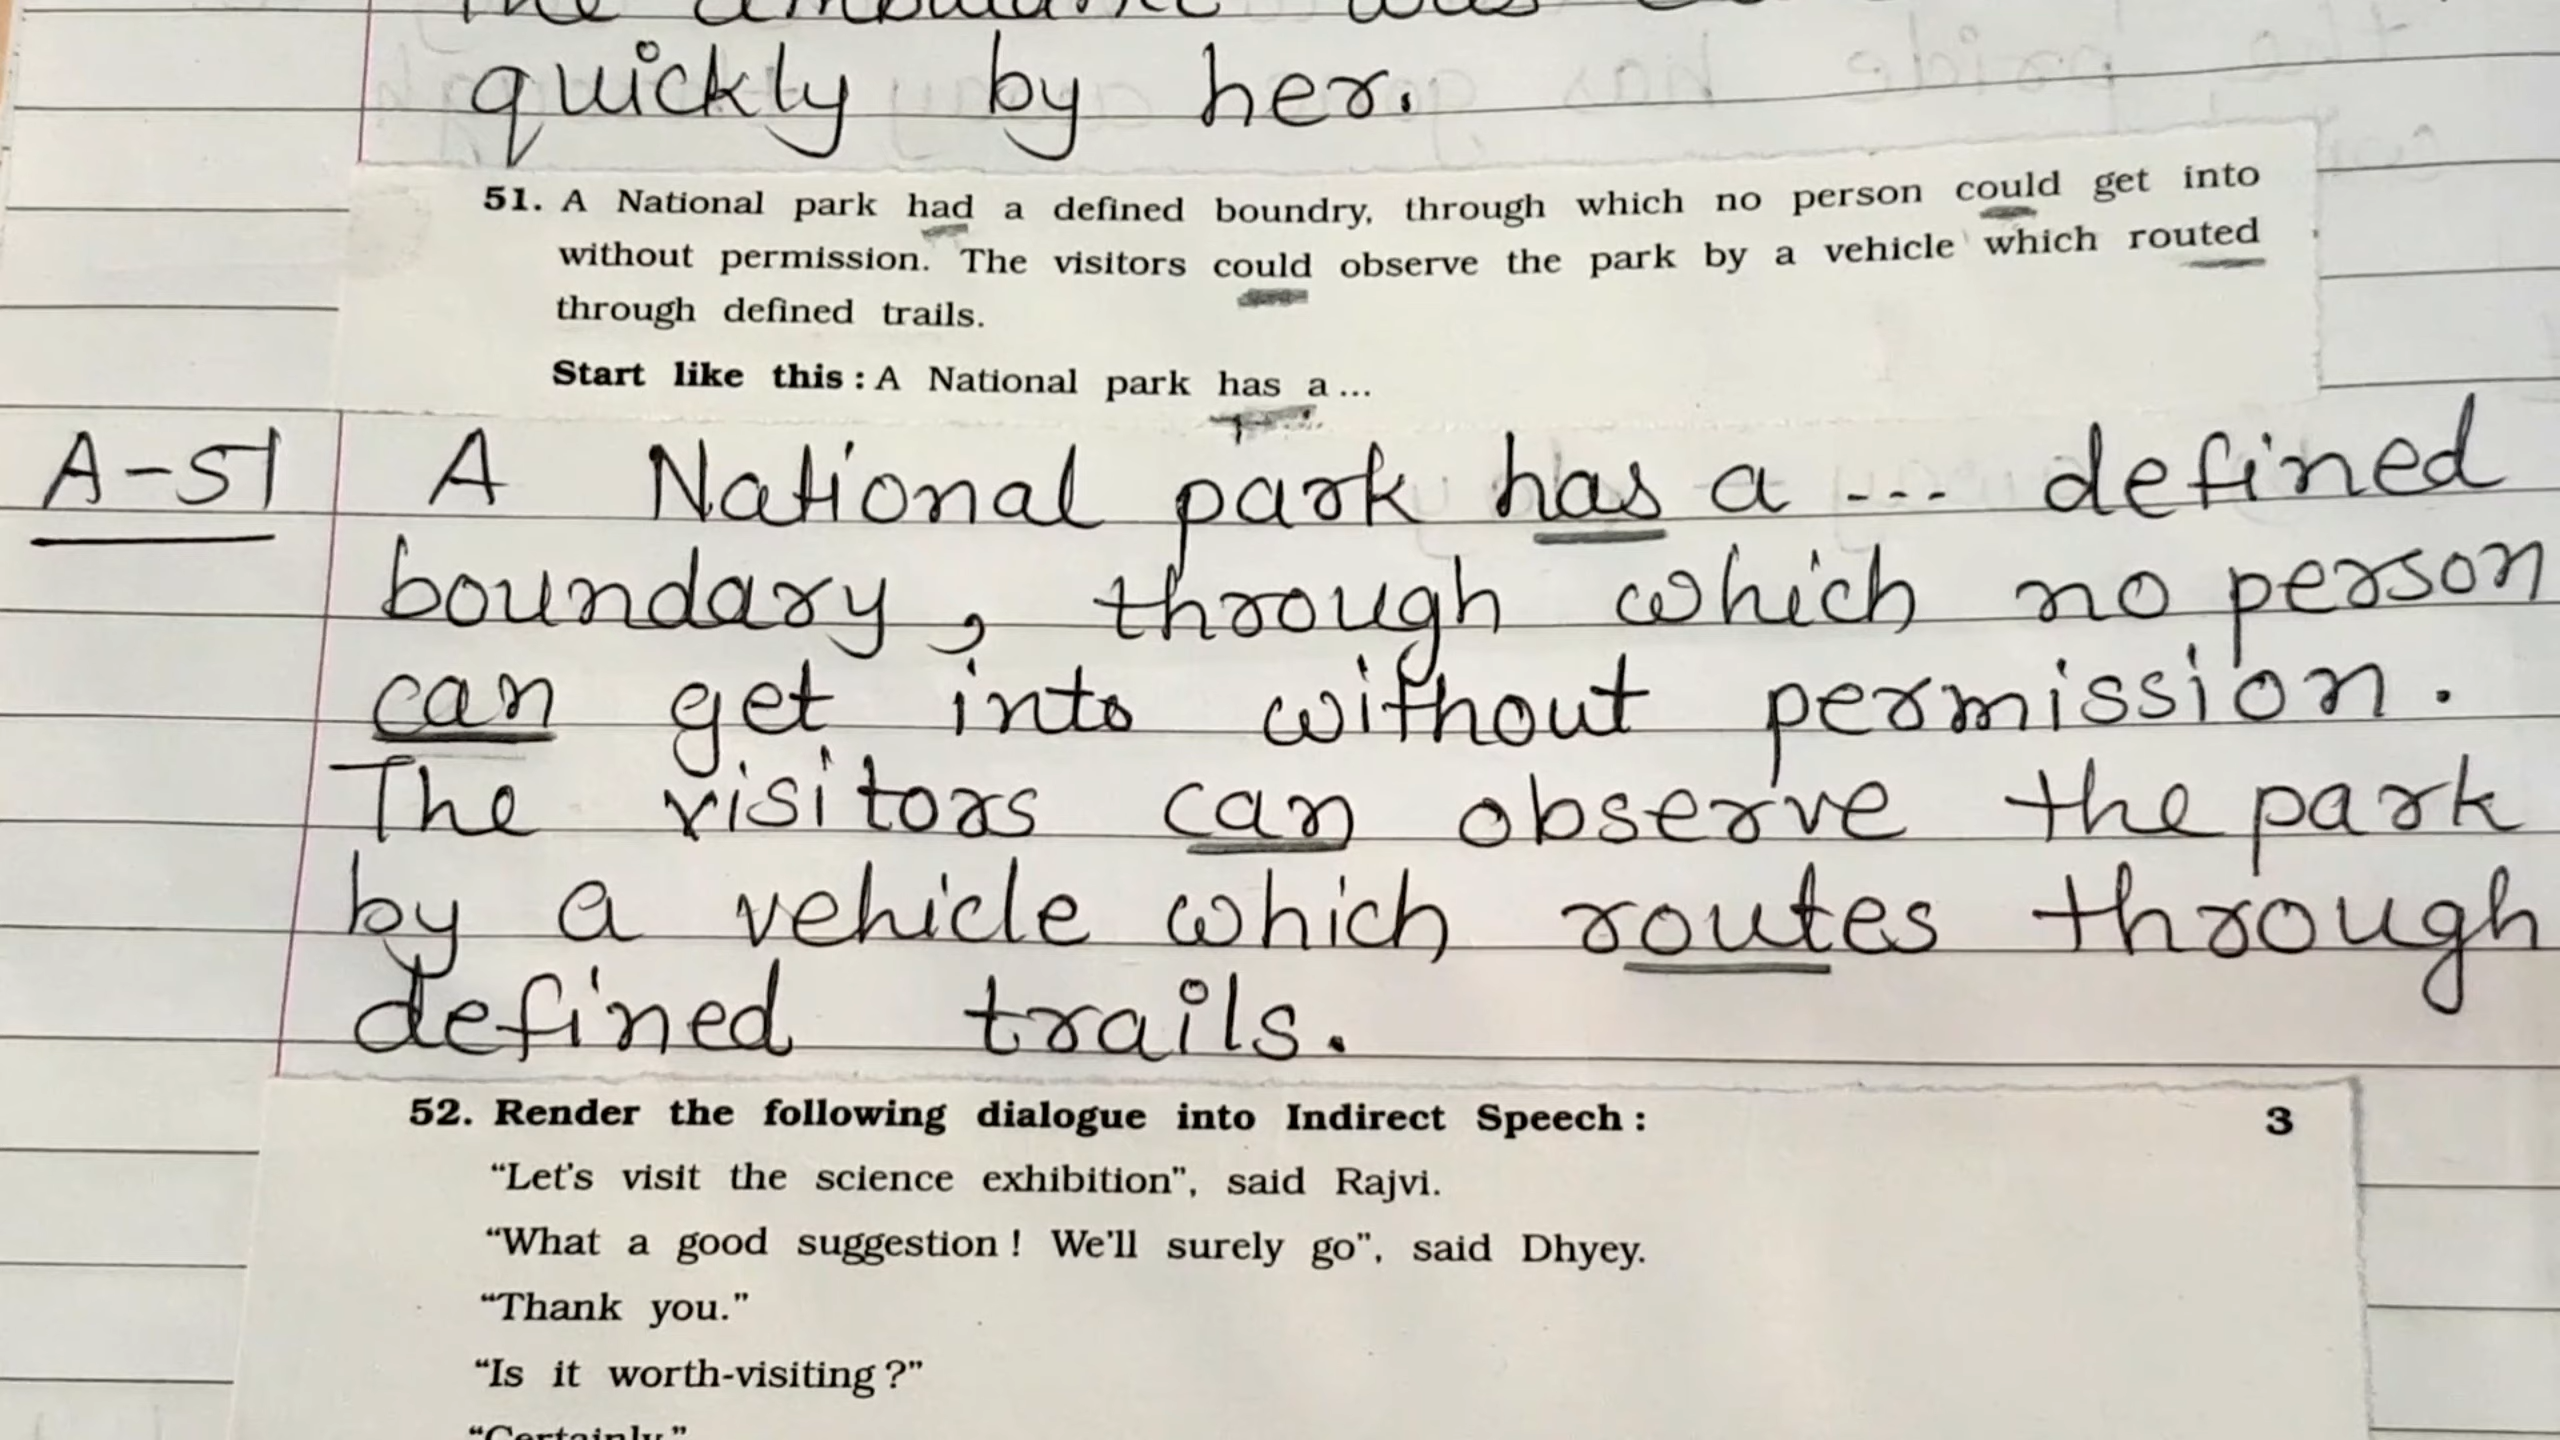 The ambulance was
quickly by her.
51. A National park had a defined boundry, through which no person could get into
without permission. The visitors could observe the park by a vehicle which routed
through defined trails.
Start like this : A National park has a ...
A-51 A National park has a --- defined
boundary, through which no person
can get into without permission.
The visitors can observe the park
by a vehicle which routes through
defined trails.
52. Render the following dialogue into Indirect Speech : 3
“Let's visit the science exhibition”, said Rajvi.
“What a good suggestion ! We'll surely go”, said Dhyey.
“Thank you.”
“Is it worth-visiting ?”
“Certainly.”